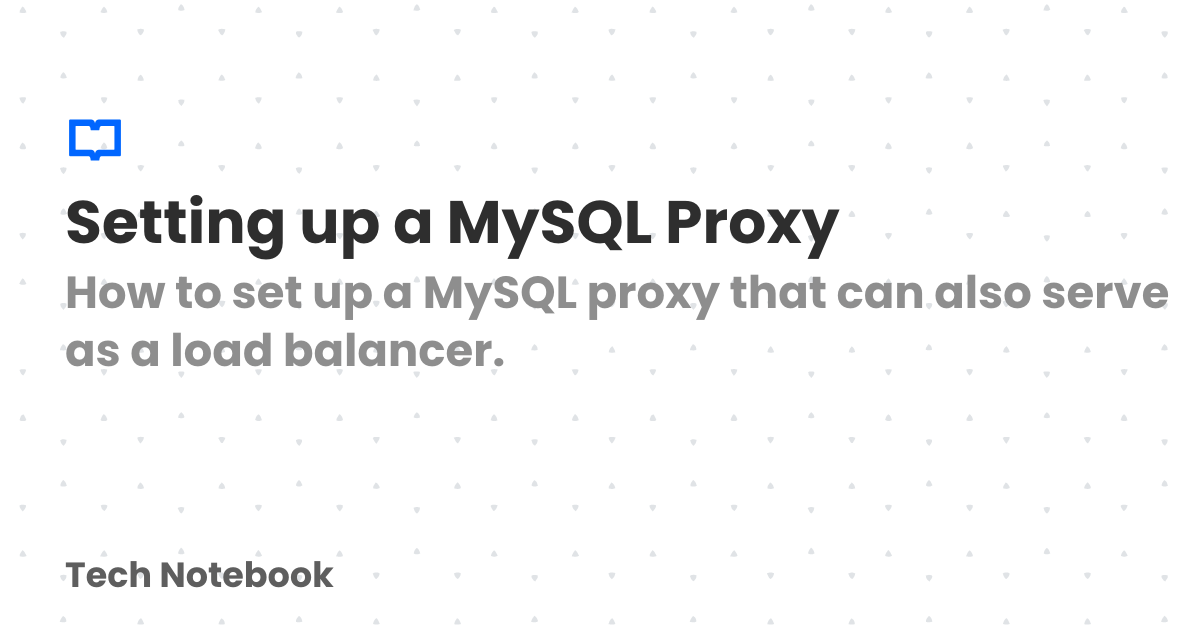 Setting up a MySQL Proxy
How to set up a MySQL proxy that can also serve
as a load balancer.
Tech Notebook